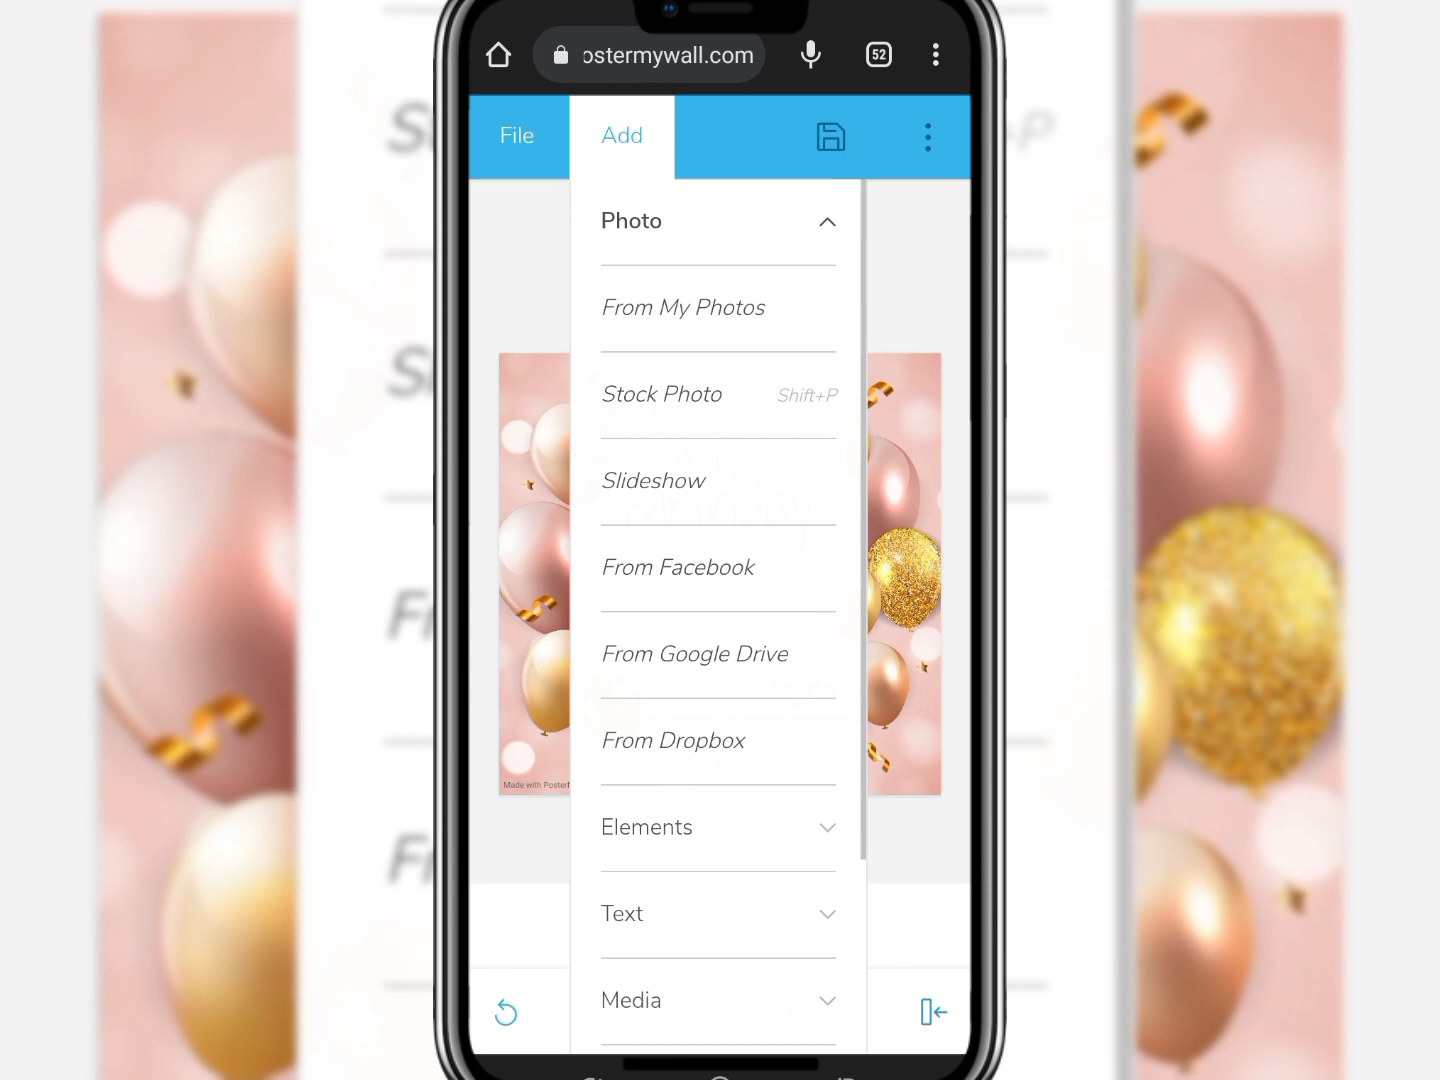 ostermywall.com
52
File
Add
Photo
From My Photos
Stock Photo
Shift+P
Slideshow
From Facebook
From Google Drive
From Dropbox
Elements
Text
Media
Made with Poster